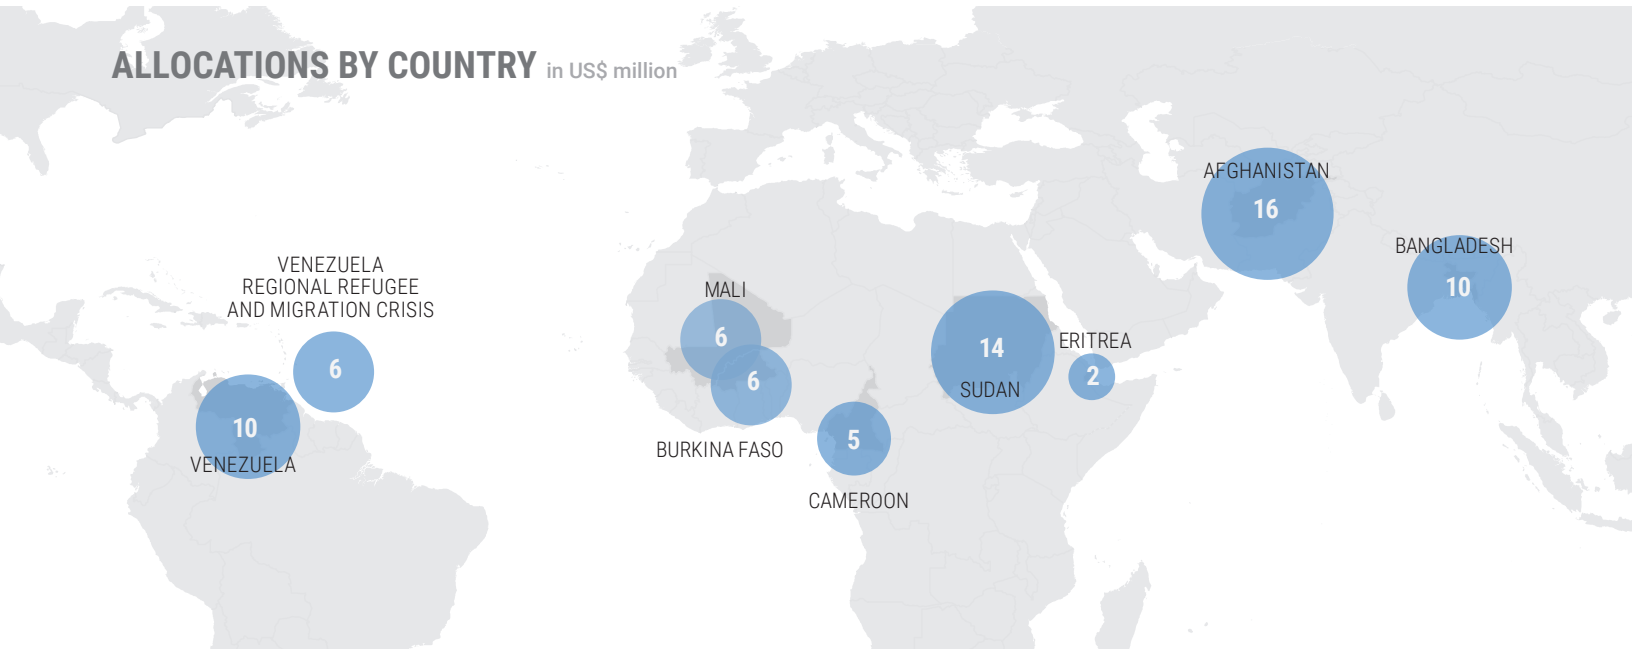 ALLOCATIONS BY COUNTRY in US$ million
AFGHANISTAN
16
BANGLADESH
10
VENEZUELA
REGIONAL REFUGEE
AND MIGRATION CRISIS
6
10
VENEZUELA
MALI
6
6
BURKINA FASO
5
CAMEROON
14
SUDAN
ERITREA
2